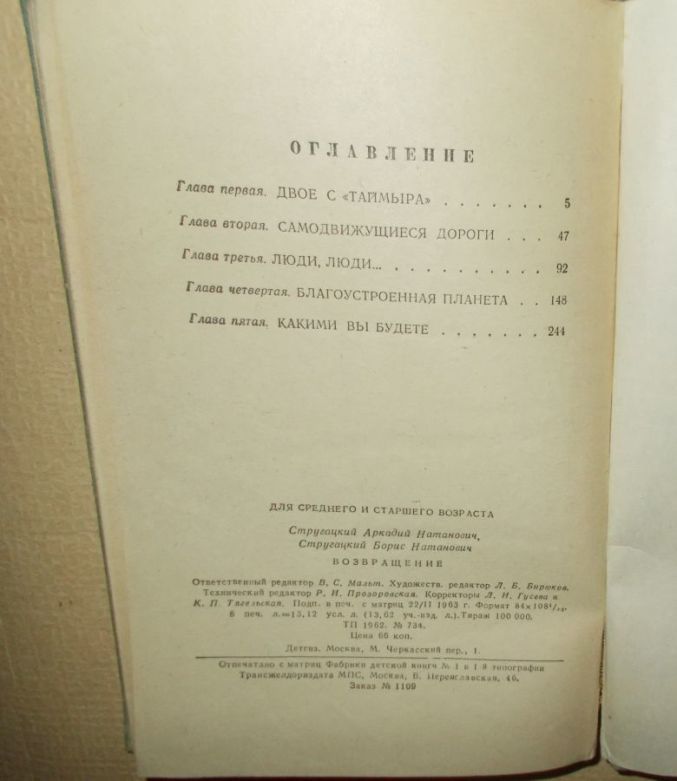 ОГЛАВЛЕНИЕ
Глава первая. ДВОЕ С «ТАЙМЫРА» . . . . . . . 5
Глава вторая. САМОДВИЖУЩИЕСЯ ДОРОГИ . . . 47
Глава третья. ЛЮДИ, ЛЮДИ... . . . . . . . . . . 92
Глава четвертая. БЛАГОУСТРОЕННАЯ ПЛАНЕТА . . 148
Глава пятая. КАКИМИ ВЫ БУДЕТЕ . . . . . . . 244
ДЛЯ СРЕДНЕГО И СТАРШЕГО ВОЗРАСТА
Стругацкий Аркадий Натанович,
Стругацкий Борис Натанович
ВОЗВРАЩЕНИЕ
Ответственный редактор В. С. Мальт. Художеств. редактор Л. Б. Бирюков.
Технический редактор Р. И. Прозоровская. Корректоры Л. И. Гусева и
К. П. Тягельская. Подп. в печ. с матриц 22/II 1963 г. Формат 84×108¹/₃₂.
8 печ. л.=13,12 усл. л. (13,62 уч.-изд. л.). Тираж 100 000.
ТП 1962. № 734.
Цена 66 коп.
Детгиз. Москва, М. Черкасский пер., 1.
Отпечатано с матриц Фабрики детской книги № 1 в 1-й типографии
Трансжелдориздата МПС, Москва, Б. Переяславская, 46.
Заказ № 1109